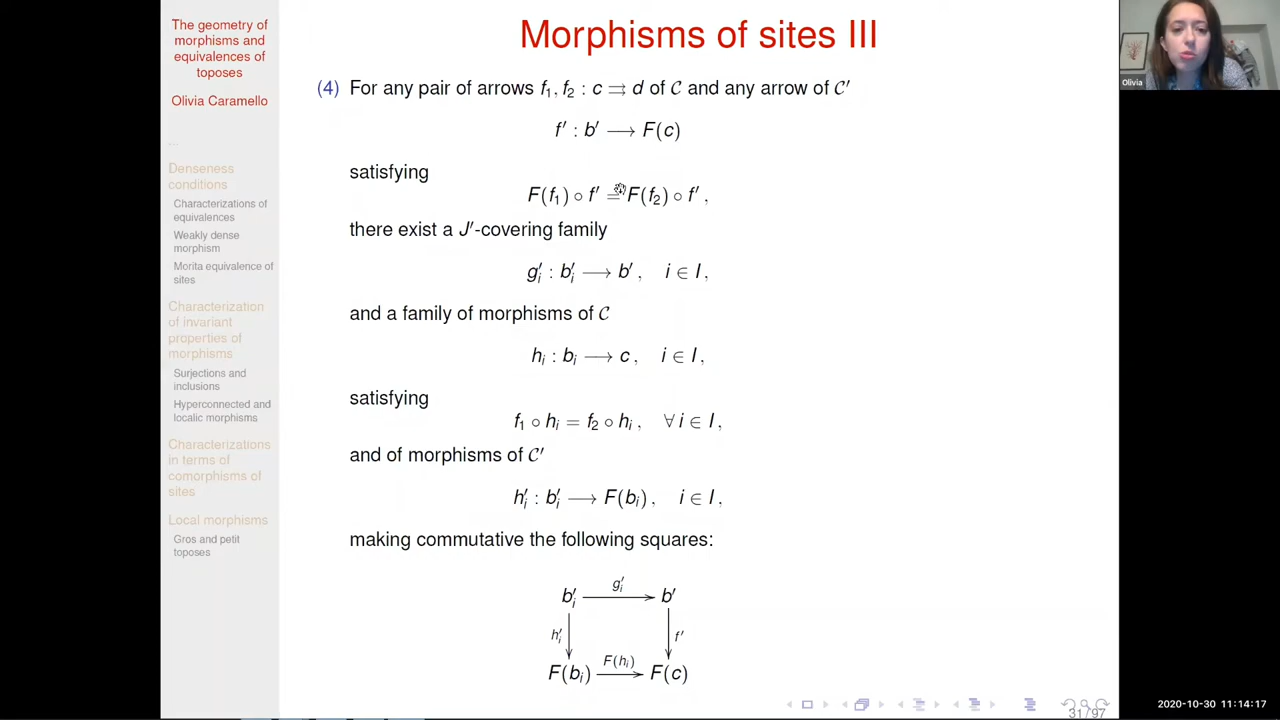 The geometry of
morphisms and
equivalences of
toposes
Olivia Caramello
...
Denseness
conditions
Characterizations of
equivalences
Weakly dense
morphism
Morita equivalence of
sites
Characterization
of invariant
properties of
morphisms
Surjections and
inclusions
Hyperconnected and
localic morphisms
Characterizations
in terms of
comorphisms of
sites
Local morphisms
Gros and petit
toposes
Morphisms of sites III
(4) For any pair of arrows f₁, f₂ : c ⇉ d of 𝒞 and any arrow of 𝒞′
f′ : b′ ⟶ F(c)
satisfying
F(f₁) ∘ f′ = F(f₂) ∘ f′ ,
there exist a J′-covering family
g′ᵢ : b′ᵢ ⟶ b′ , i ∈ I ,
and a family of morphisms of 𝒞
hᵢ : bᵢ ⟶ c , i ∈ I ,
satisfying
f₁ ∘ hᵢ = f₂ ∘ hᵢ , ∀ i ∈ I ,
and of morphisms of 𝒞′
h′ᵢ : b′ᵢ ⟶ F(bᵢ) , i ∈ I ,
making commutative the following squares:
g′ᵢ
b′ᵢ ⟶ b′
h′ᵢ f′
F(hᵢ)
F(bᵢ) ⟶ F(c)
31/97
Olivia
2020-10-30 11:14:17